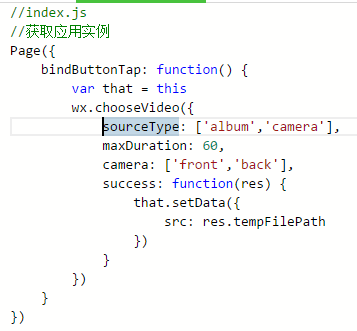 //index.js
//获取应用实例
Page({
    bindButtonTap: function() {
        var that = this
        wx.chooseVideo({
            sourceType: ['album','camera'],
            maxDuration: 60,
            camera: ['front','back'],
            success: function(res) {
                that.setData({
                    src: res.tempFilePath
                })
            }
        })
    }
})